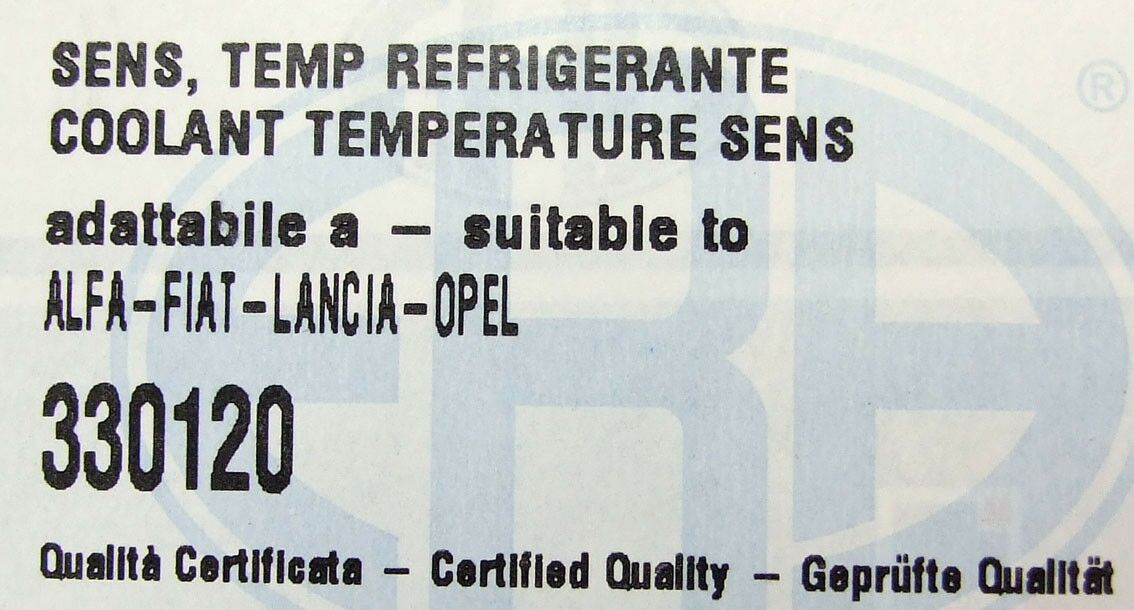 SENS, TEMP REFRIGERANTE
COOLANT TEMPERATURE SENS
adattabile a – suitable to
ALFA-FIAT-LANCIA-OPEL
330120
Qualità Certificata – Certified Quality – Geprüfte Qualität
ERA ®